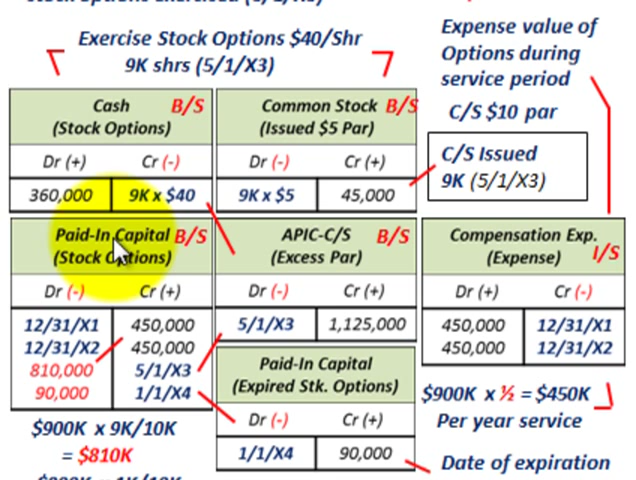 Exercise Stock Options $40/Shr
9K shrs (5/1/X3)
Expense value of
Options during
service period
C/S $10 par
C/S Issued
9K (5/1/X3)
Cash B/S
(Stock Options)
Dr (+) Cr (-)
360,000 9K x $40
Common Stock B/S
(Issued $5 Par)
Dr (-) Cr (+)
9K x $5 45,000
Paid-In Capital B/S
(Stock Options)
Dr (-) Cr (+)
12/31/X1 450,000
12/31/X2 450,000
810,000 5/1/X3
90,000 1/1/X4
$900K x 9K/10K
= $810K
APIC-C/S B/S
(Excess Par)
Dr (-) Cr (+)
5/1/X3 1,125,000
Paid-In Capital
(Expired Stk. Options)
Dr (-) Cr (+)
1/1/X4 90,000
Compensation Exp.
(Expense) I/S
Dr (+) Cr (-)
450,000 12/31/X1
450,000 12/31/X2
$900K x ½ = $450K
Per year service
Date of expiration